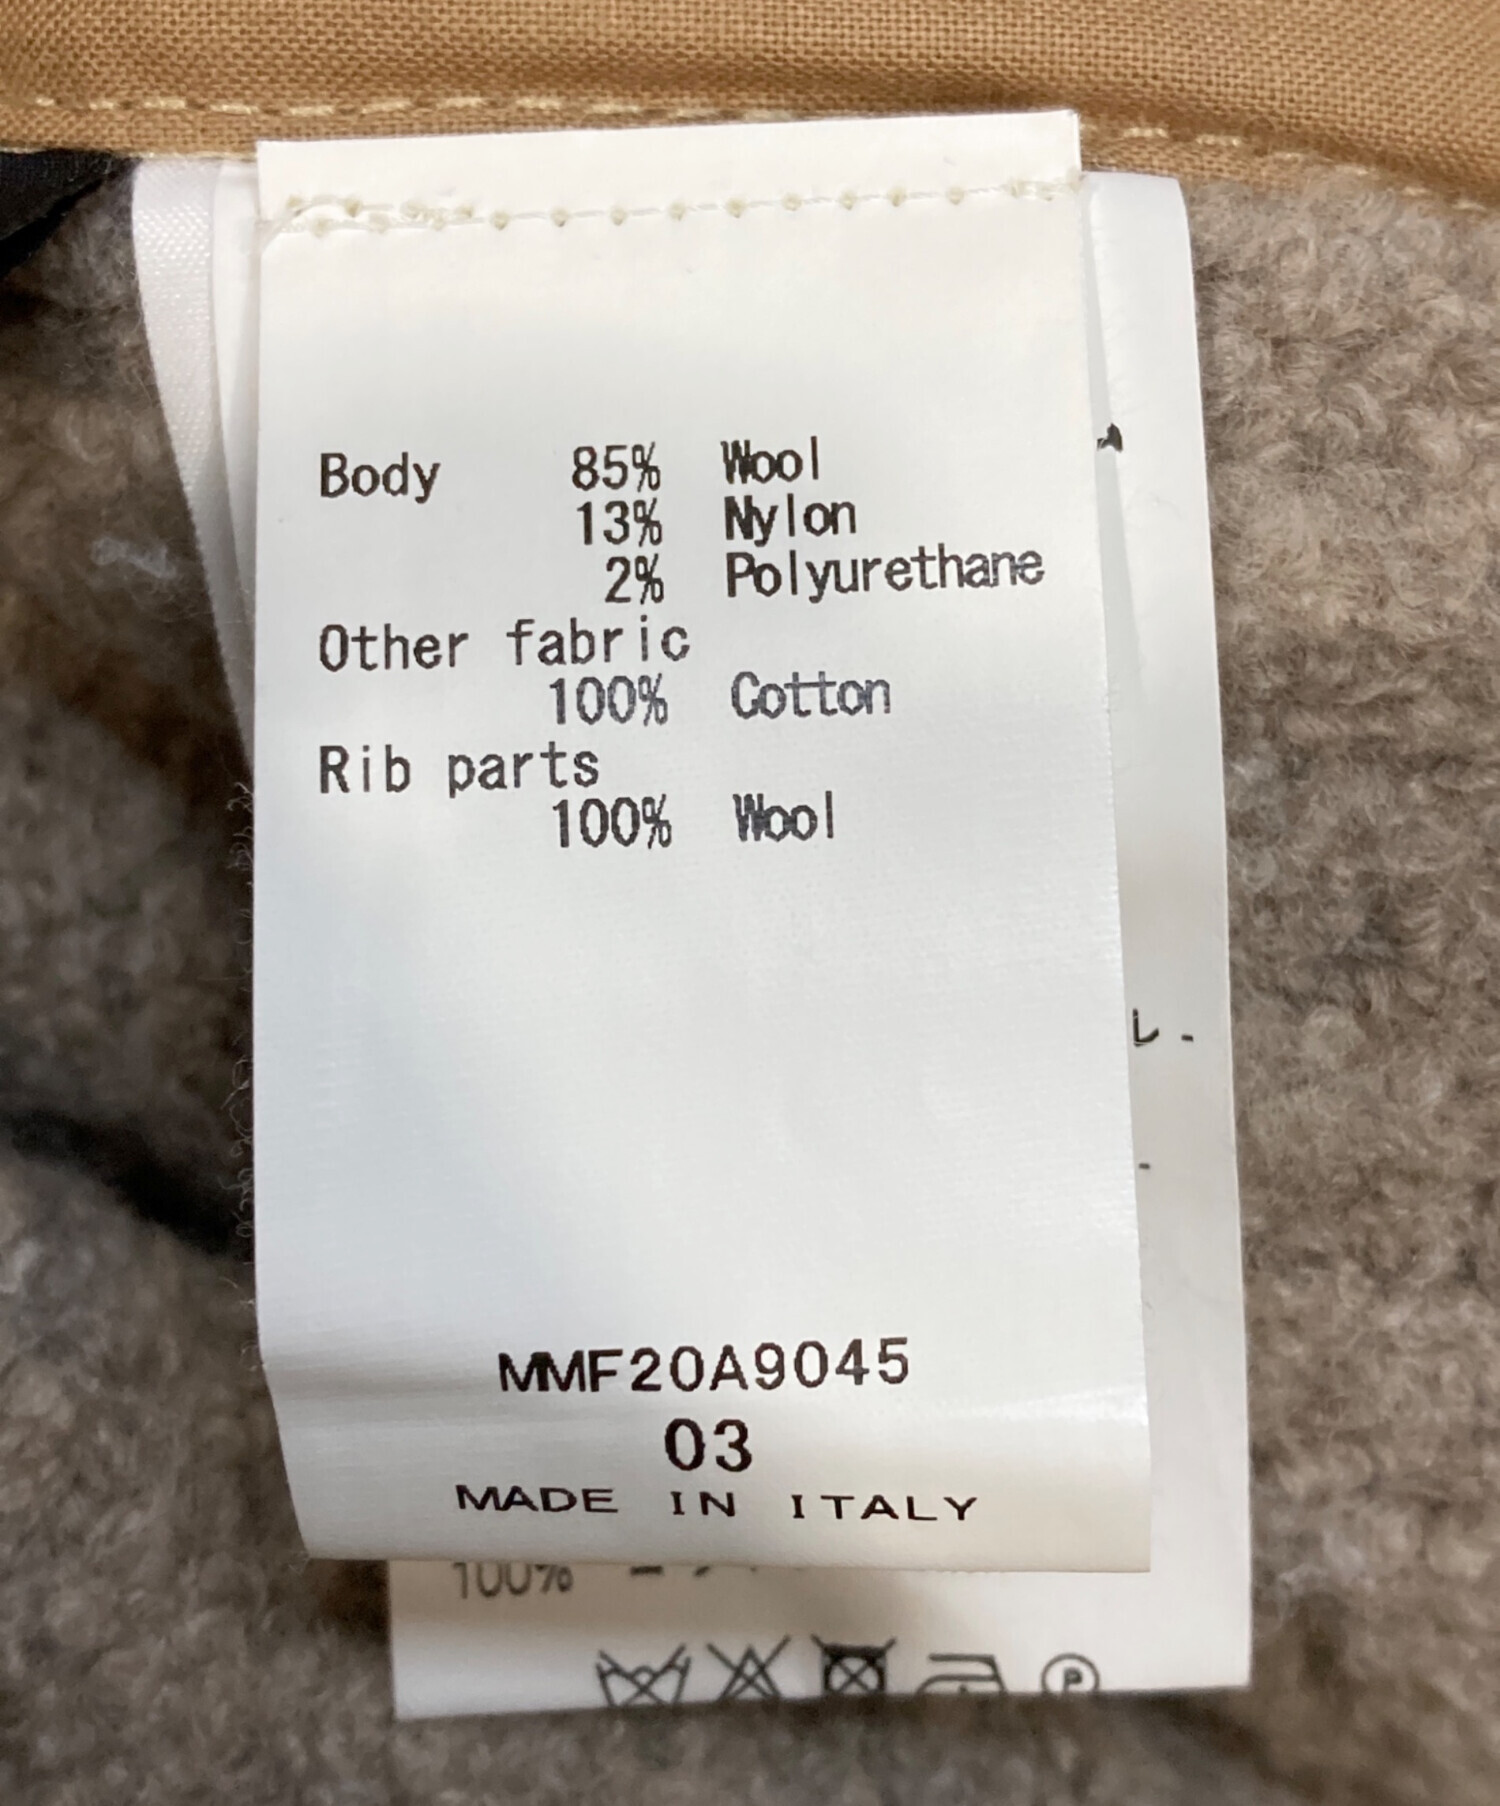 Body 85% Wool
13% Nylon
2% Polyurethane
Other fabric
100% Cotton
Rib parts
100% Wool
MMF20A9045
03
MADE IN ITALY
100%
P